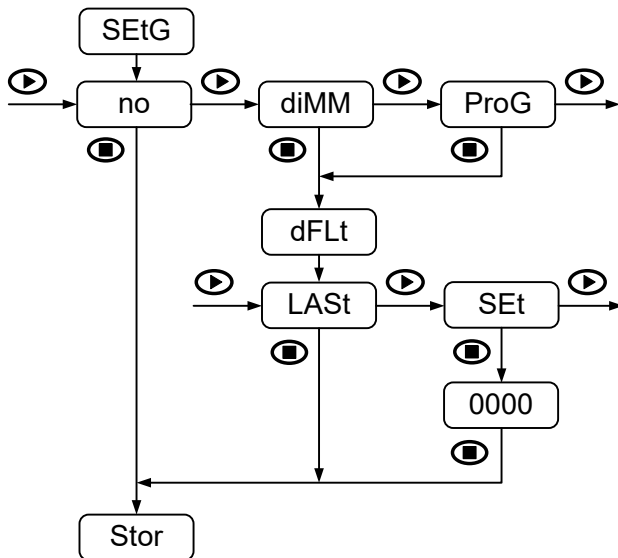 SEtG
no
diMM
ProG
dFLt
LASt
SEt
0000
Stor